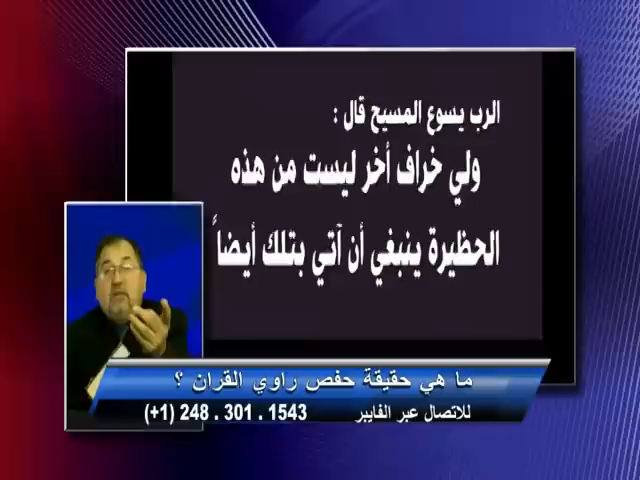 الرب يسوع المسيح قال :
ولي خراف أخر ليست من هذه
الحظيرة ينبغي أن آتي بتلك أيضاً
ما هي حقيقة حفص راوي القران ؟
للاتصال عبر الفايبر (+1) 248 . 301 . 1543